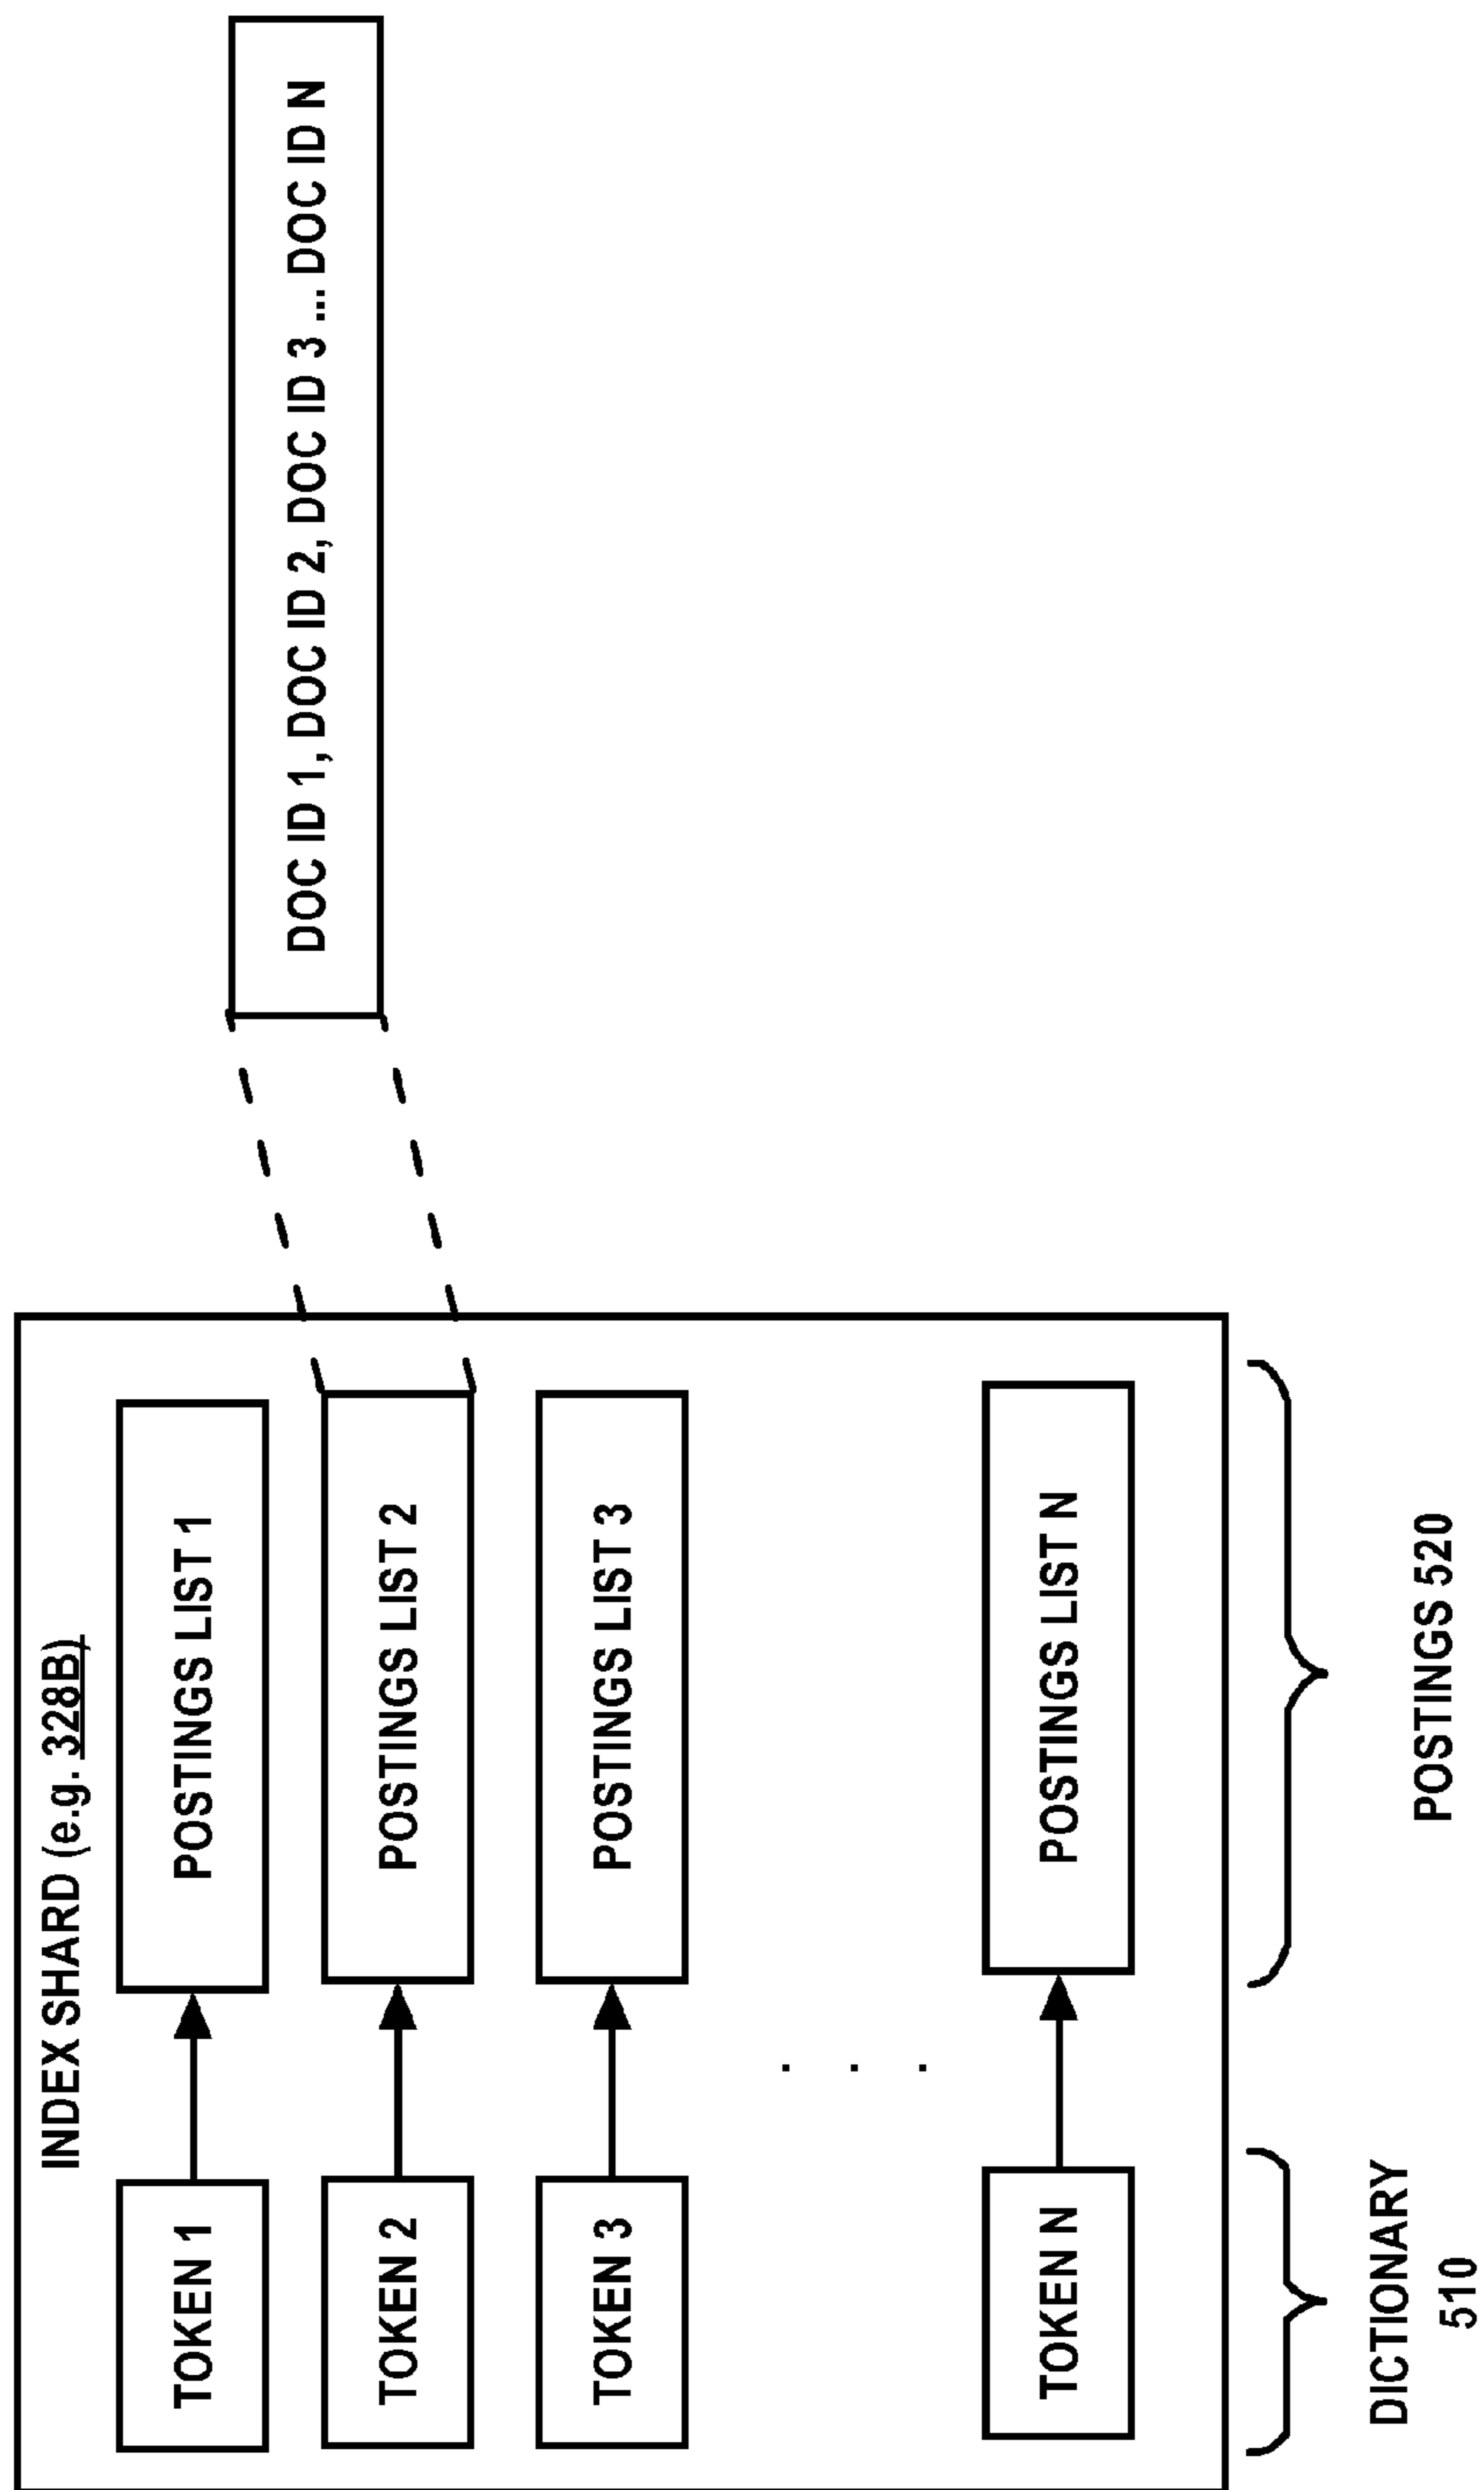 INDEX SHARD (e.g. 328B)
TOKEN 1
POSTINGS LIST 1
TOKEN 2
POSTINGS LIST 2
DOC ID 1, DOC ID 2, DOC ID 3 ... DOC ID N
TOKEN 3
POSTINGS LIST 3
. . .
TOKEN N
POSTINGS LIST N
DICTIONARY
510
POSTINGS 520